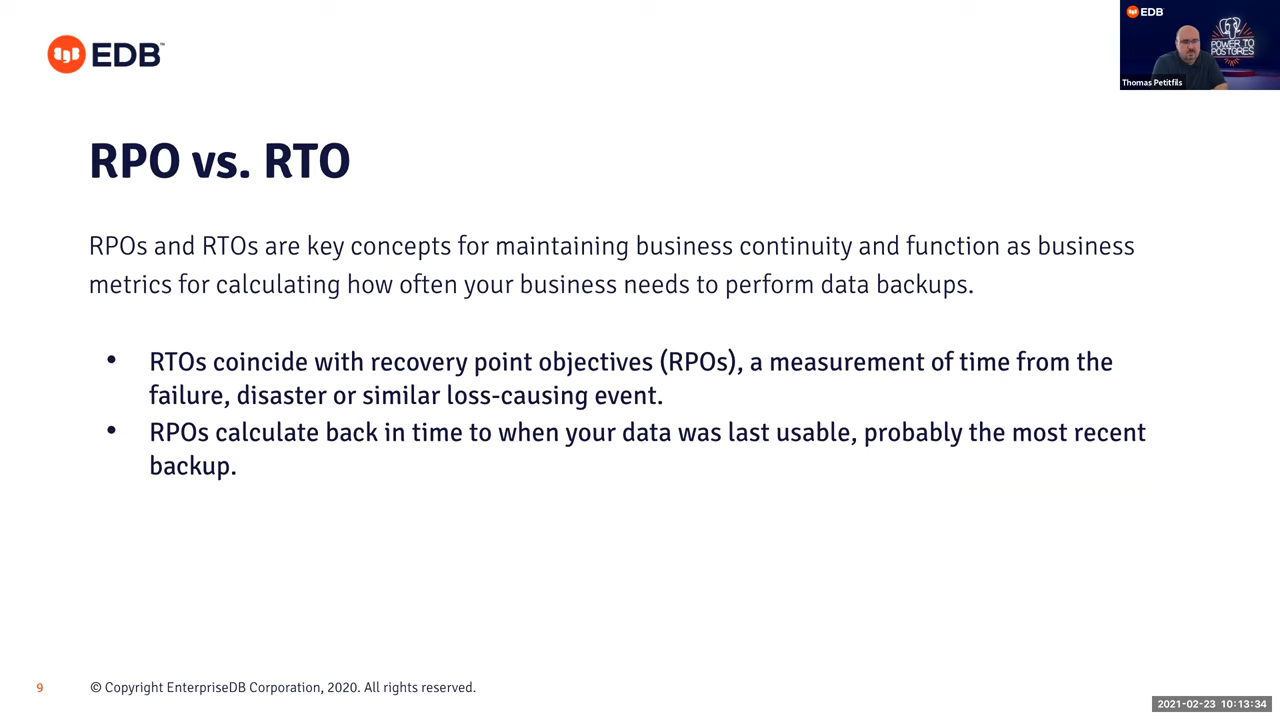 EDB™
EDB
POWER TO
POSTGRES
Thomas Petitfils
RPO vs. RTO
RPOs and RTOs are key concepts for maintaining business continuity and function as business
metrics for calculating how often your business needs to perform data backups.
• RTOs coincide with recovery point objectives (RPOs), a measurement of time from the
failure, disaster or similar loss-causing event.
• RPOs calculate back in time to when your data was last usable, probably the most recent
backup.
9 © Copyright EnterpriseDB Corporation, 2020. All rights reserved.
2021-02-23 10:13:34